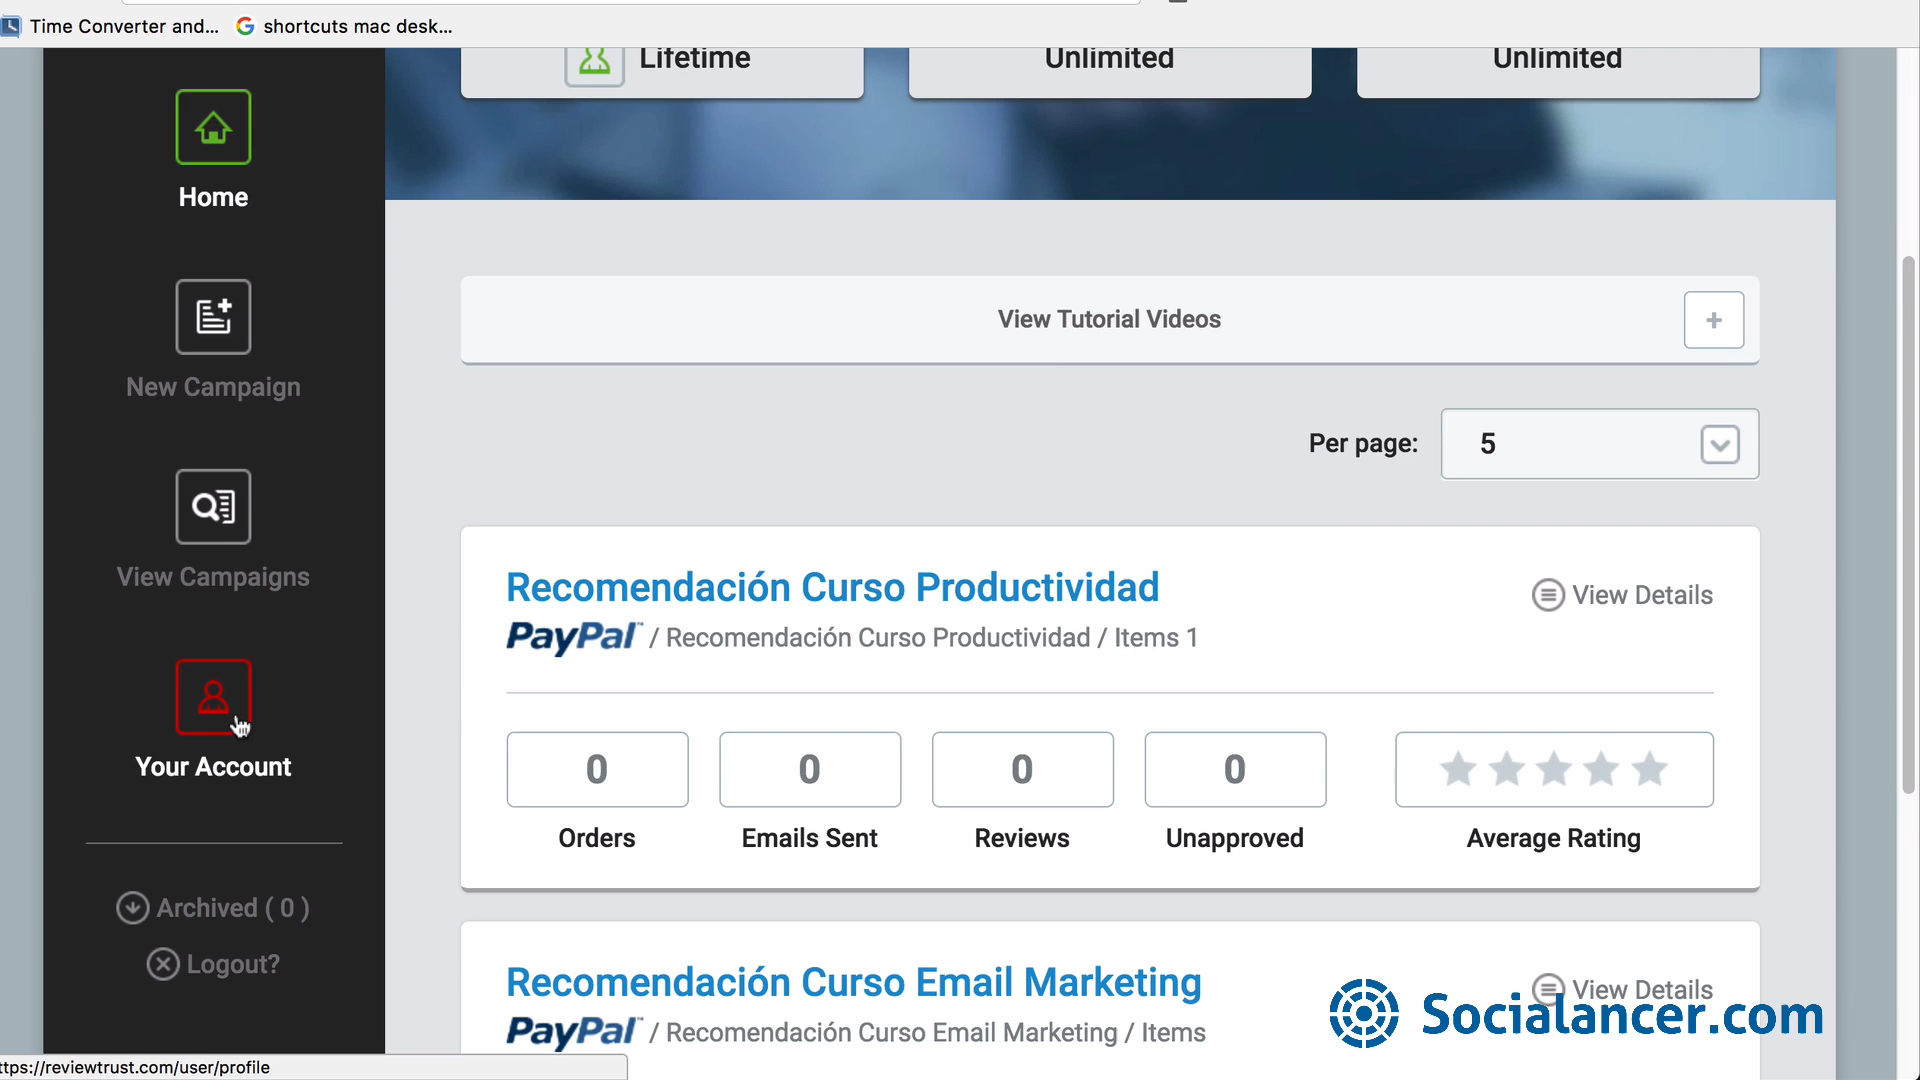 Time Converter and...
shortcuts mac desk...
Lifetime
Unlimited
Unlimited
Home
New Campaign
View Campaigns
Your Account
Archived ( 0 )
Logout?
View Tutorial Videos
+
Per page:
5
Recomendación Curso Productividad
View Details
PayPal™ / Recomendación Curso Productividad / Items 1
0
0
0
0
Orders
Emails Sent
Reviews
Unapproved
Average Rating
Recomendación Curso Email Marketing
View Details
PayPal™ / Recomendación Curso Email Marketing / Items
Socialancer.com
ttps://reviewtrust.com/user/profile